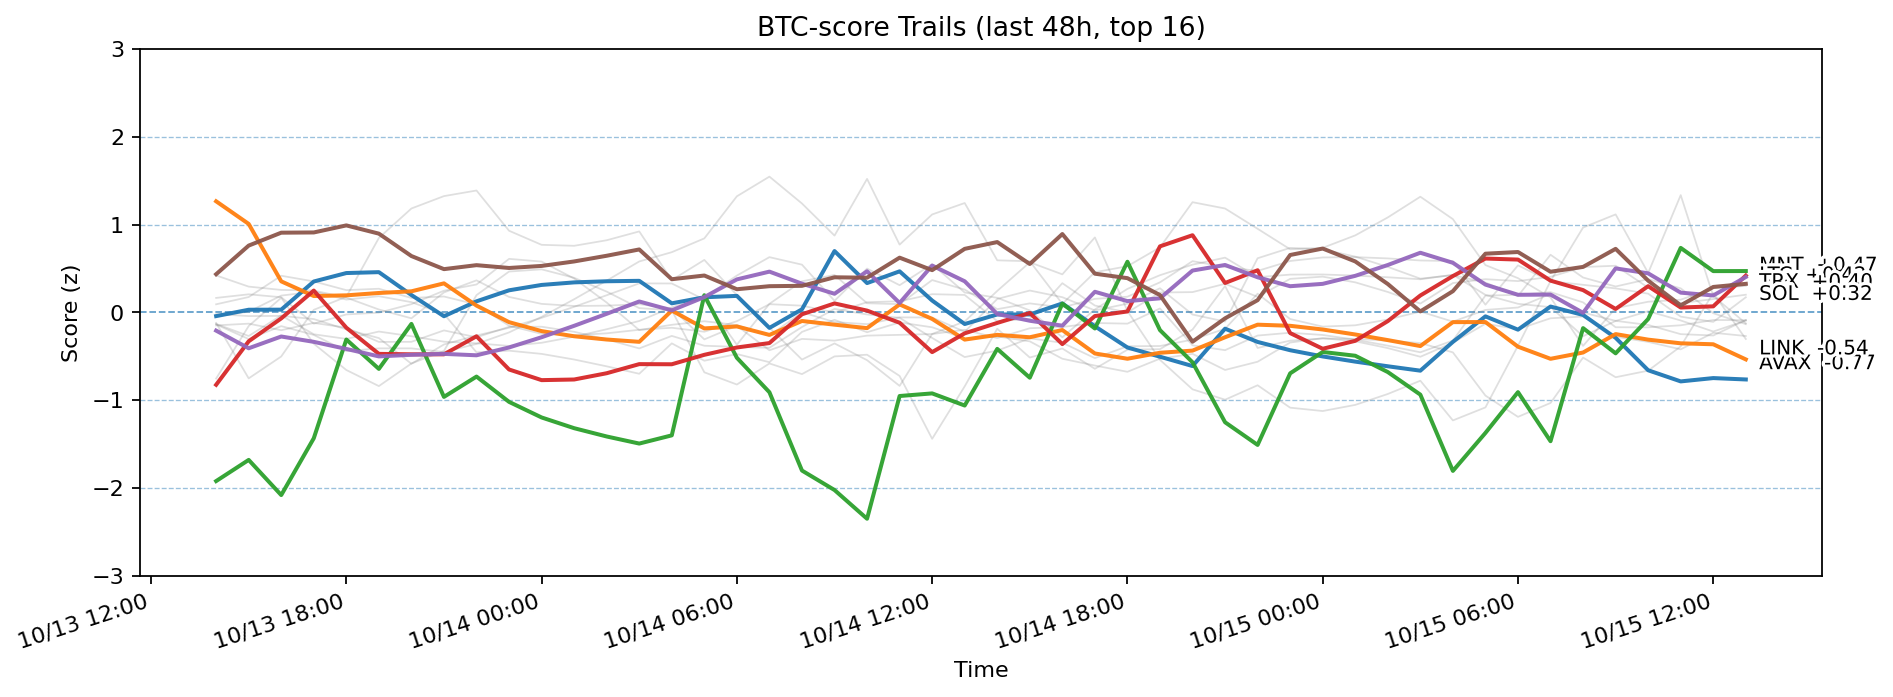 BTC-score Trails (last 48h, top 16)
Score (z)
3
2
1
0
−1
−2
−3
MNT +0.47
TRX
SOL +0.32
LINK -0.54
AVAX -0.77
10/13 12:00
10/13 18:00
10/14 00:00
10/14 06:00
10/14 12:00
10/14 18:00
10/15 00:00
10/15 06:00
10/15 12:00
Time